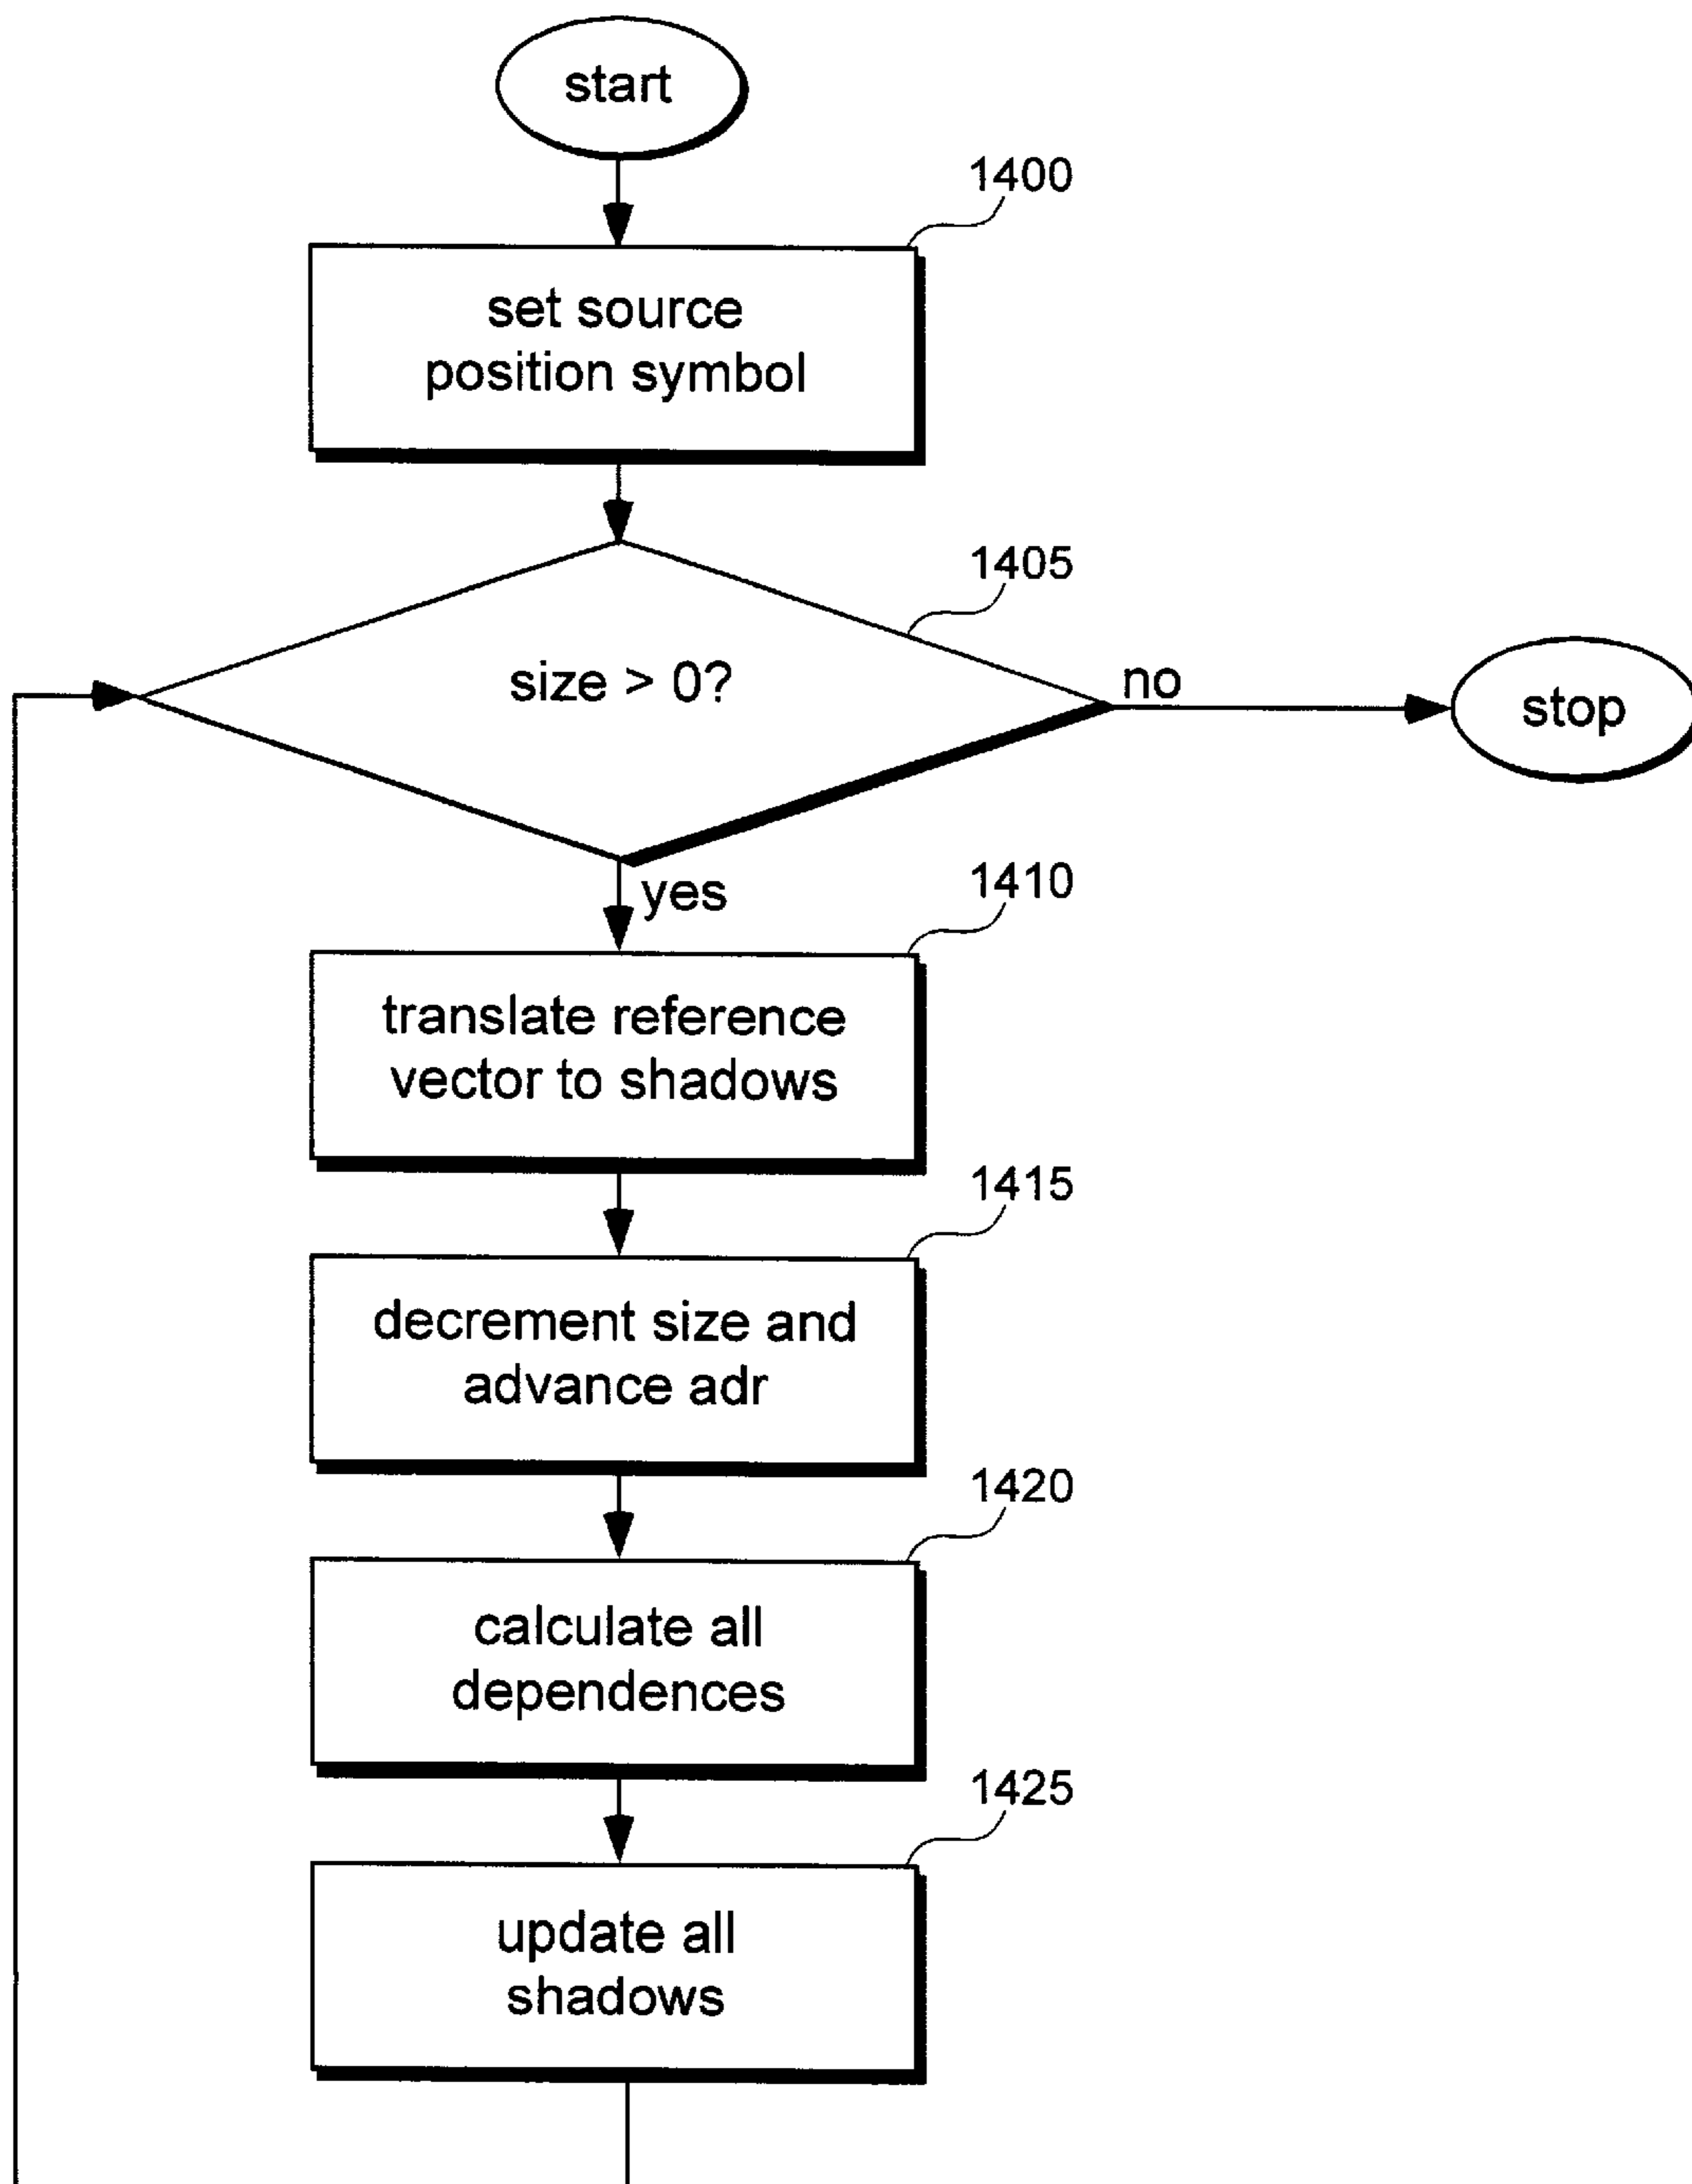 start
1400
set source
position symbol
1405
size > 0?
no
stop
yes
1410
translate reference
vector to shadows
1415
decrement size and
advance adr
1420
calculate all
dependences
1425
update all
shadows